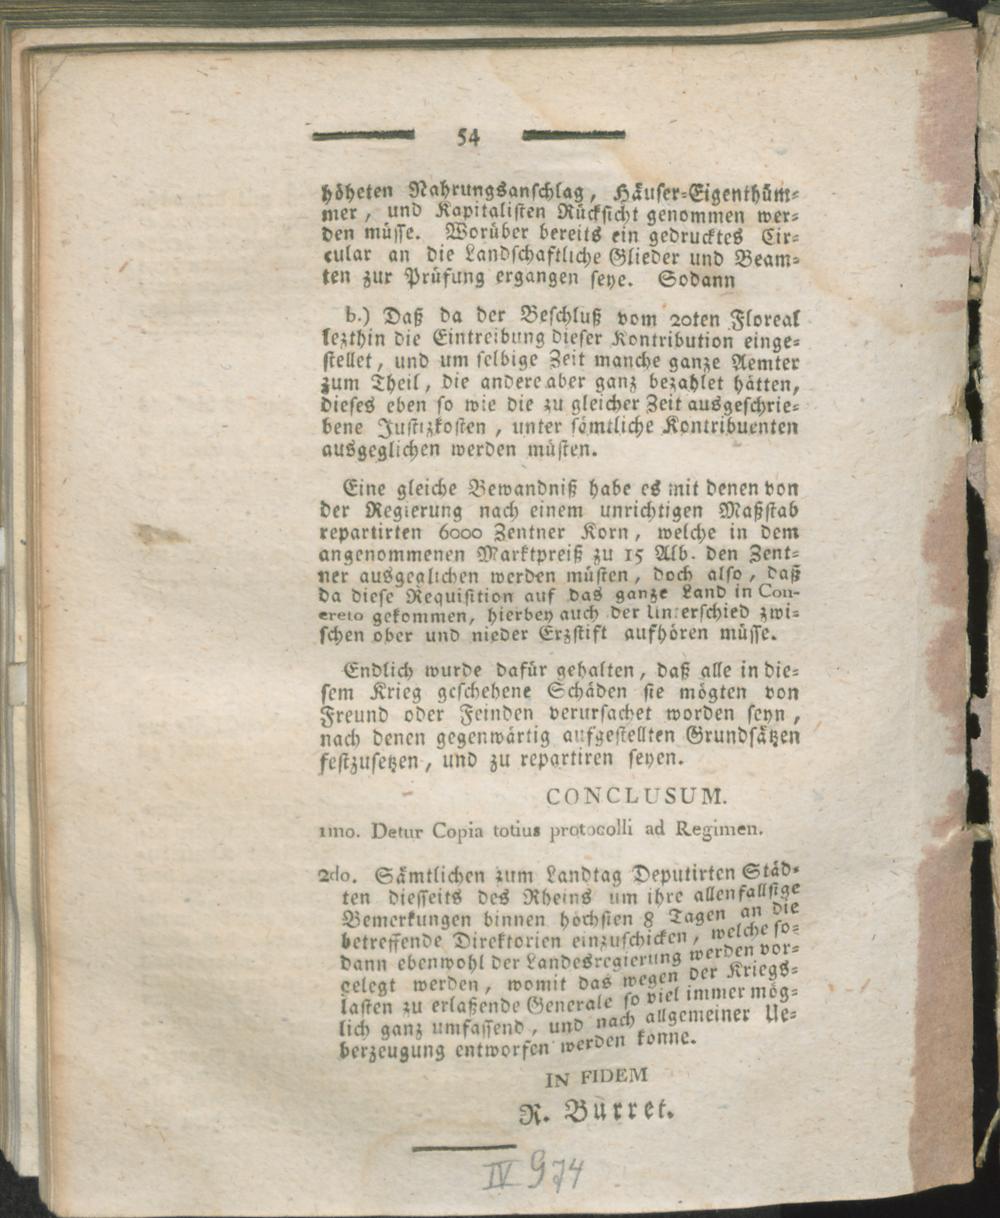 54
höheten Nahrungsanschlag, Häuser-Eigenthüm-
mer, und Kapitalisten Rücksicht genommen wer-
den müsse. Worüber bereits ein gedrucktes Cir-
cular an die Landschaftliche Glieder und Beam-
ten zur Prüfung ergangen seye. Sodann
b.) Daß da der Beschluß vom 20ten Floreal
lezthin die Eintreibung dieser Kontribution einge-
stellet, und um selbige Zeit manche ganze Aemter
zum Theil, die andere aber ganz bezahlet hätten,
dieses eben so wie die zu gleicher Zeit ausgeschrie-
bene Justizkosten, unter sämtliche Kontribuenten
ausgeglichen werden müsten.
Eine gleiche Bewandniß habe es mit denen von
der Regierung nach einem unrichtigen Maßstab
repartirten 6000 Zentner Korn, welche in dem
angenommenen Marktpreiß zu 15 Alb. den Zent-
ner ausgeglichen werden müsten, doch also, daß
da diese Requisition auf das ganze Land in Con-
creto gekommen, hierbey auch der Unterschied zwi-
schen ober und nieder Erzstift aufhören müsse.
Endlich wurde dafür gehalten, daß alle in die-
sem Krieg geschehene Schäden sie mögten von
Freund oder Feinden verursachet worden seyn,
nach denen gegenwärtig aufgestellten Grundsätzen
festzusetzen, und zu repartiren seyen.
CONCLUSUM.
1mo. Detur Copia totius protocolli ad Regimen.
2do. Sämtlichen zum Landtag Deputirten Städ-
ten diesseits des Rheins um ihre allenfallsige
Bemerkungen binnen höchsten 8 Tagen an die
betreffende Direktorien einzuschicken, welche so-
dann ebenwohl der Landesregierung werden vor-
gelegt werden, womit das wegen der Kriegs-
lasten zu erlaßende Generale so viel immer mög-
lich ganz umfassend, und nach allgemeiner Ue-
berzeugung entworfen werden könne.
IN FIDEM
R. Burret.
IV 974